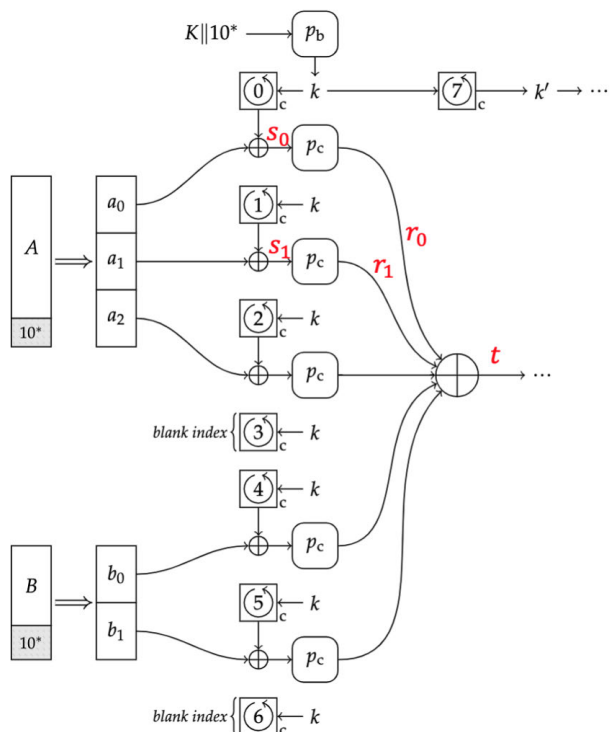 K∥10* p_b
0 c k 7 c k′ ···
s_0 p_c
a_0
1 c k
r_0
A a_1 s_1 p_c r_1
10* a_2 2 c k
p_c t ···
blank index { 3 c k
4 c k
p_c
B b_0
5 c k
10* b_1
p_c
blank index { 6 c k